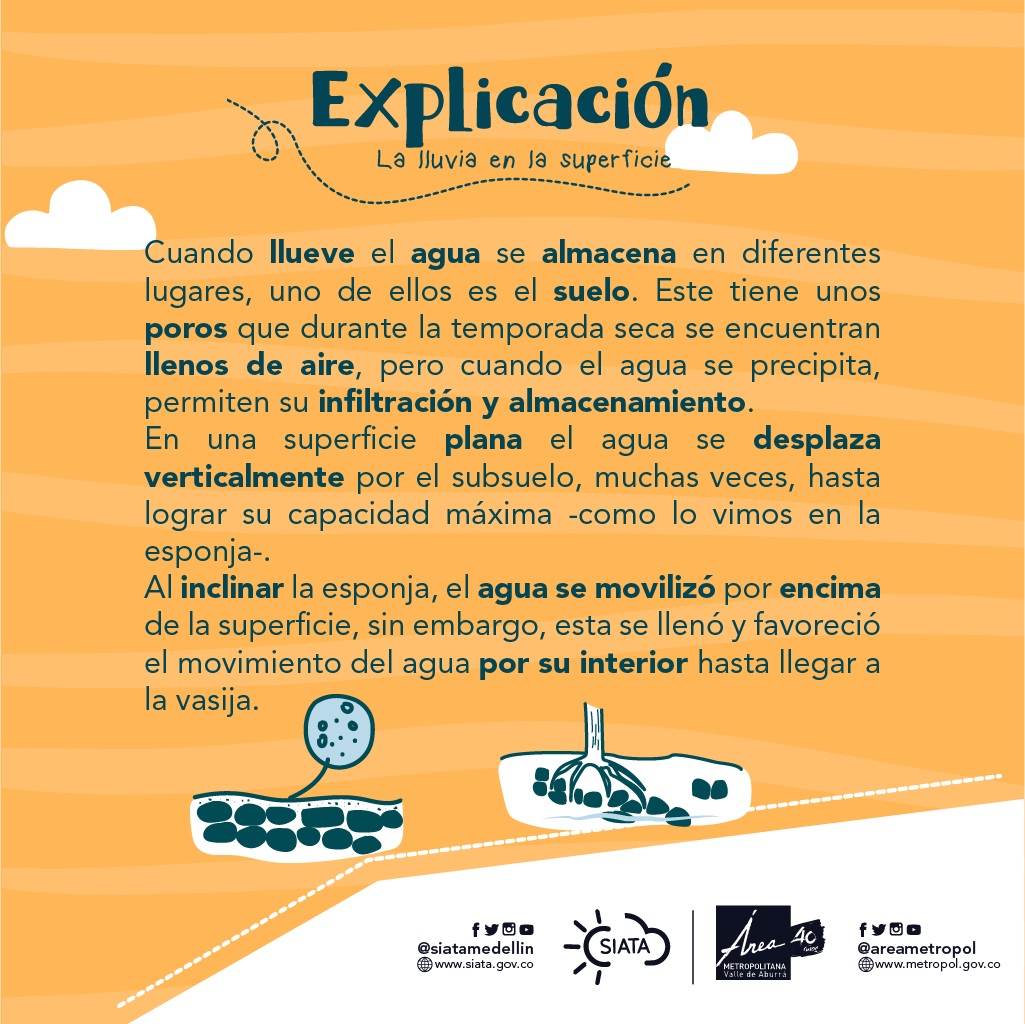 Explicación
La lluvia en la superficie
Cuando llueve el agua se almacena en diferentes
lugares, uno de ellos es el suelo. Este tiene unos
poros que durante la temporada seca se encuentran
llenos de aire, pero cuando el agua se precipita,
permiten su infiltración y almacenamiento.
En una superficie plana el agua se desplaza
verticalmente por el subsuelo, muchas veces, hasta
lograr su capacidad máxima -como lo vimos en la
esponja-.
Al inclinar la esponja, el agua se movilizó por encima
de la superficie, sin embargo, esta se llenó y favoreció
el movimiento del agua por su interior hasta llegar a
la vasija.
@siatamedellin
www.siata.gov.co
SIATA
Área 40
METROPOLITANA
Valle de Aburrá
@areametropol
www.metropol.gov.co